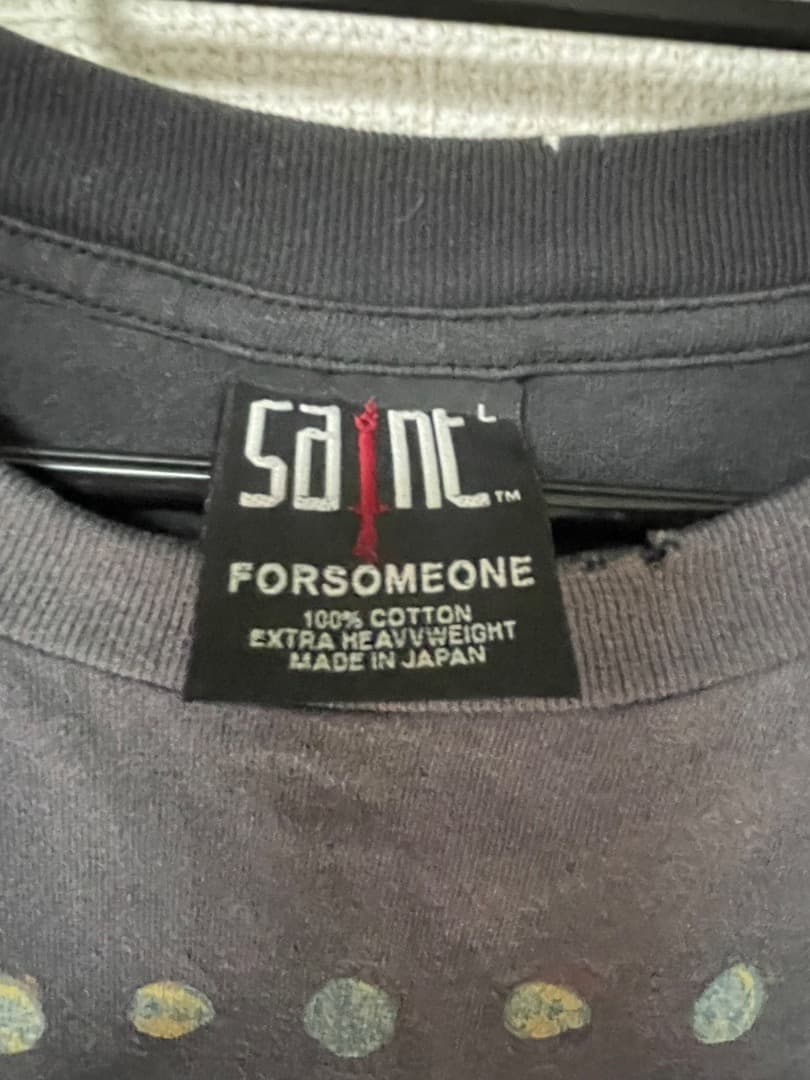 saint L ™
FORSOMEONE
100% COTTON
EXTRA HEAVVWEIGHT
MADE IN JAPAN